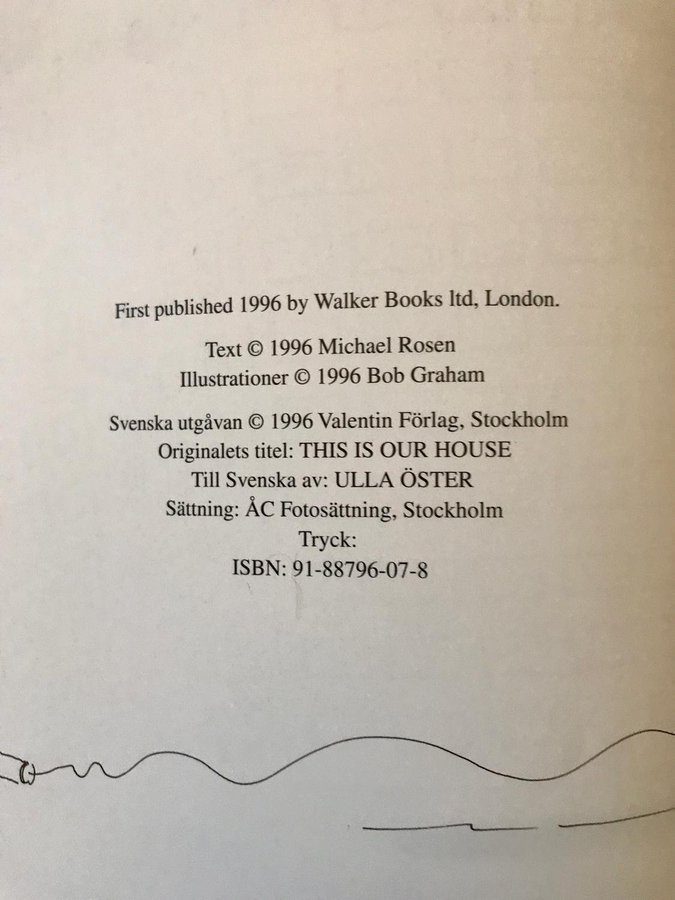 First published 1996 by Walker Books ltd, London.
Text © 1996 Michael Rosen
Illustrationer © 1996 Bob Graham
Svenska utgåvan © 1996 Valentin Förlag, Stockholm
Originalets titel: THIS IS OUR HOUSE
Till Svenska av: ULLA ÖSTER
Sättning: ÅC Fotosättning, Stockholm
Tryck:
ISBN: 91-88796-07-8